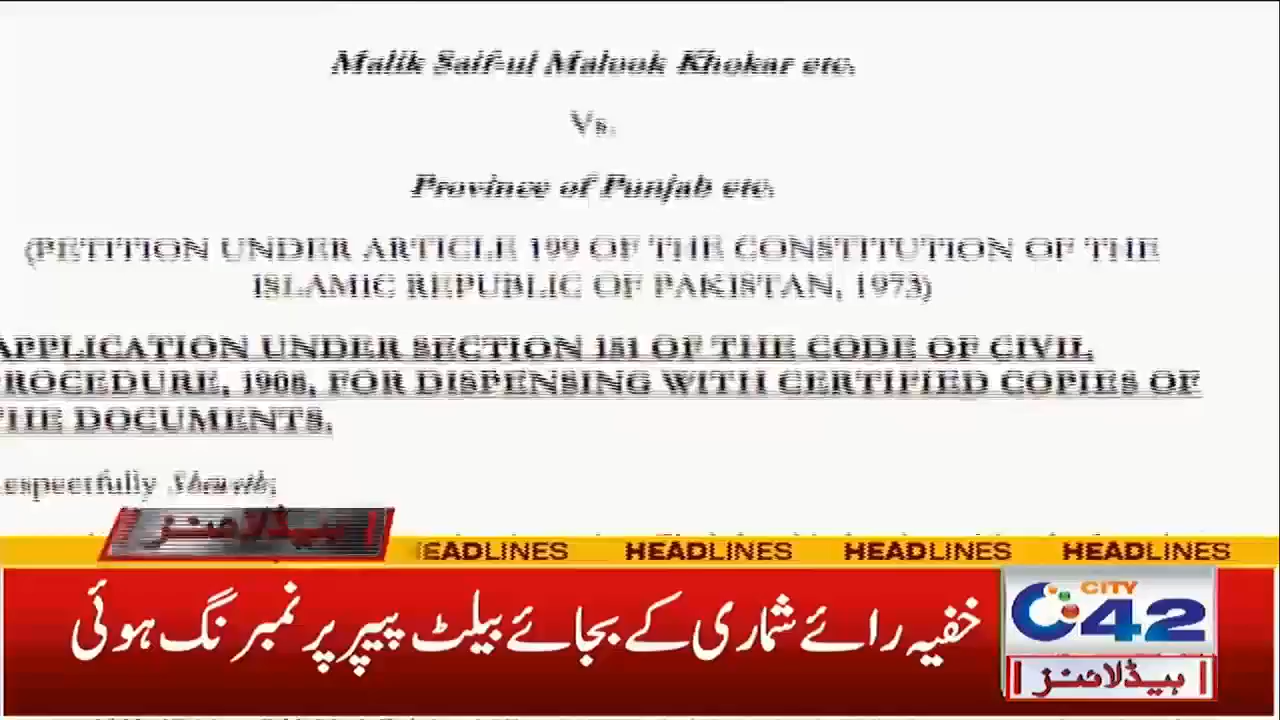 Malik Saif-ul Malook Khokar etc.
Vs.
Province of Punjab etc.
(PETITION UNDER ARTICLE 199 OF THE CONSTITUTION OF THE
ISLAMIC REPUBLIC OF PAKISTAN, 1973)
APPLICATION UNDER SECTION 151 OF THE CODE OF CIVIL
ROCEDURE, 1908, FOR DISPENSING WITH CERTIFIED COPIES OF
THE DOCUMENTS.
espectfully Sheweth;
ہیڈلائنز
EADLINES HEADLINES HEADLINES HEADLINES
خفیہ رائے شماری کے بجائے بیلٹ پیپر پر نمبرنگ ہوئی
CITY
42
ہیڈلائنز